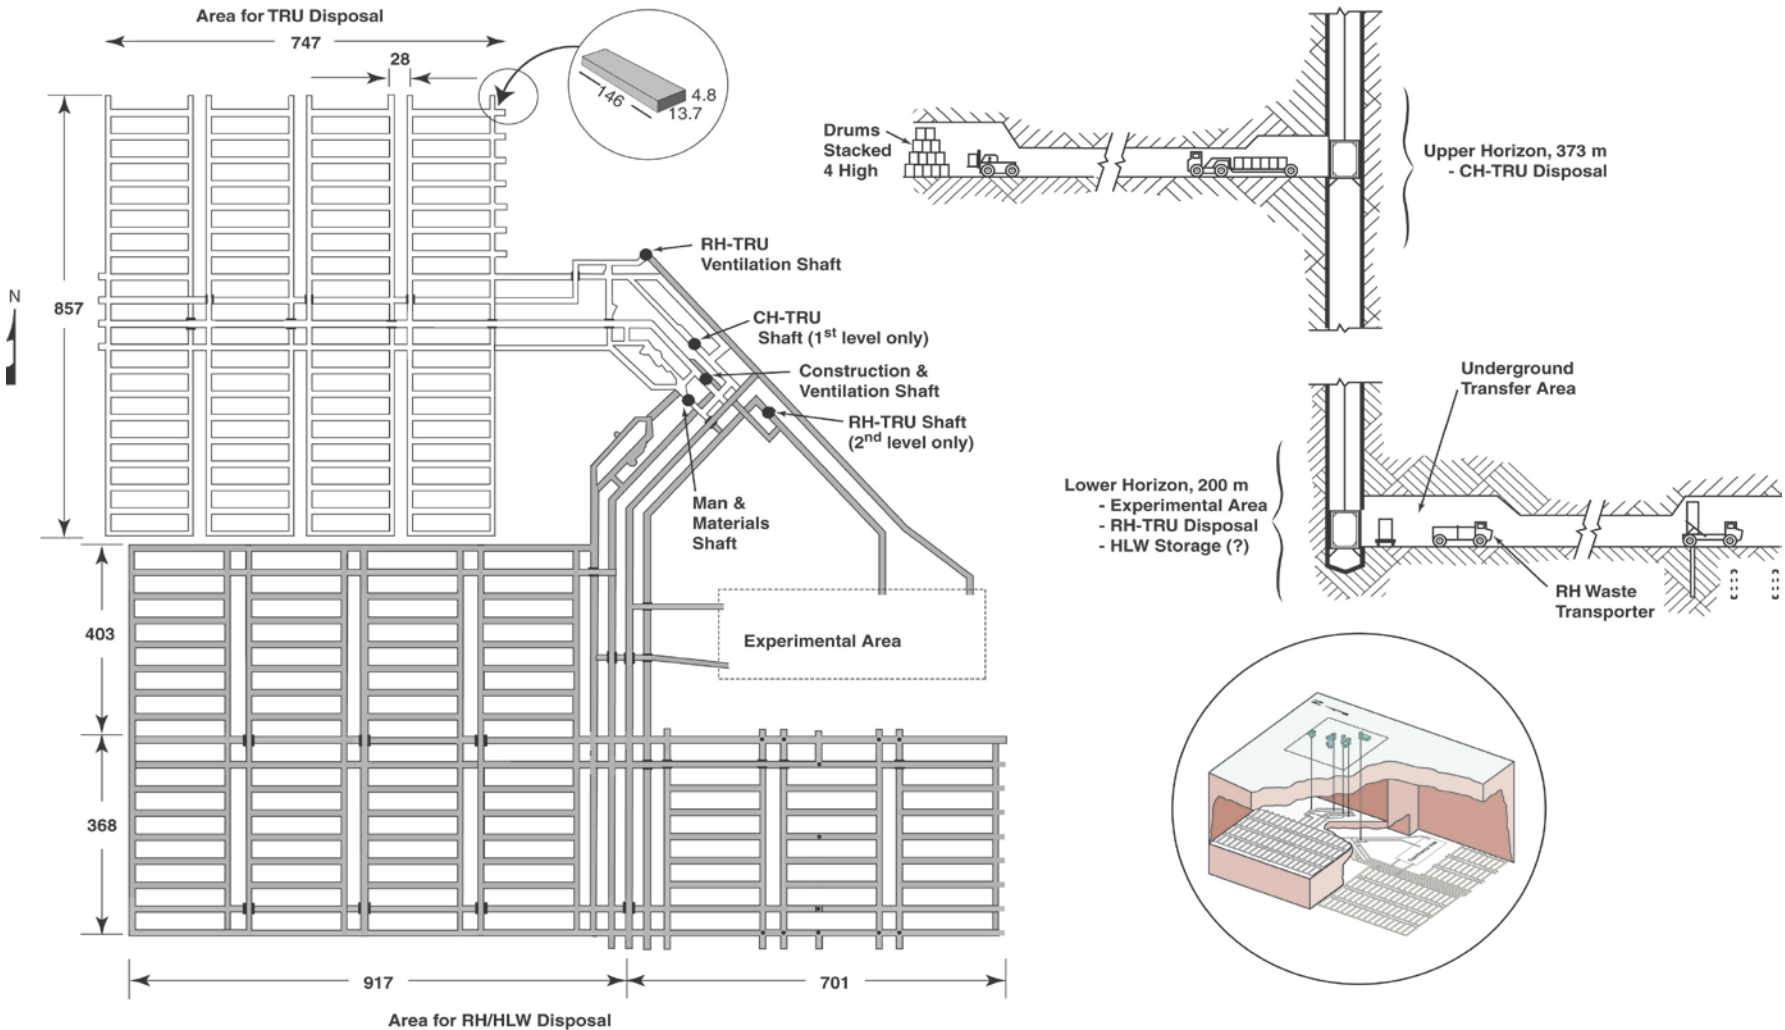 Area for TRU Disposal
747
28
146
4.8
13.7
857
N
RH-TRU
Ventilation Shaft
CH-TRU
Shaft (1st level only)
Construction &
Ventilation Shaft
RH-TRU Shaft
(2nd level only)
Man &
Materials
Shaft
403
368
Experimental Area
917
701
Area for RH/HLW Disposal
Drums
Stacked
4 High
Upper Horizon, 373 m
- CH-TRU Disposal
Underground
Transfer Area
Lower Horizon, 200 m
- Experimental Area
- RH-TRU Disposal
- HLW Storage (?)
RH Waste
Transporter